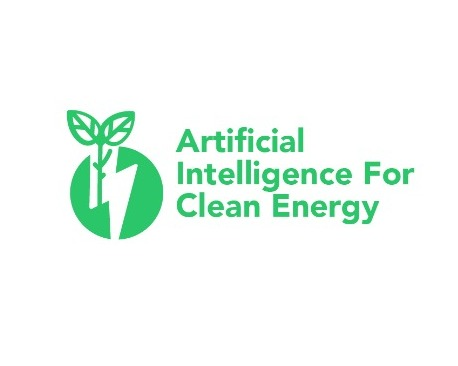 Artificial
Intelligence For
Clean Energy